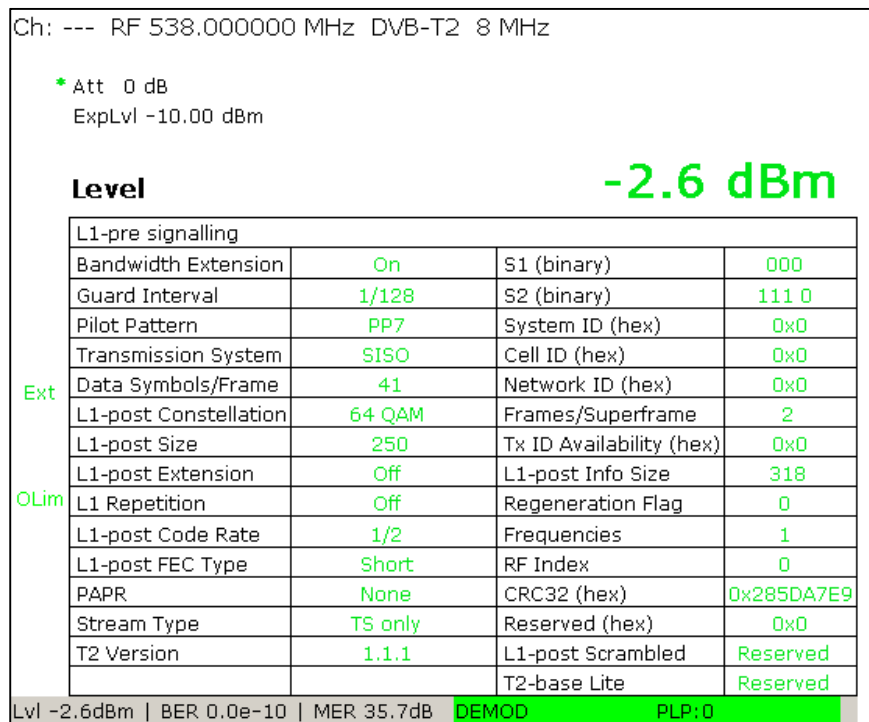 Ch: --- RF 538.000000 MHz DVB-T2 8 MHz
* Att 0 dB
ExpLvl -10.00 dBm
Level -2.6 dBm
L1-pre signalling
Bandwidth Extension On S1 (binary) 000
Guard Interval 1/128 S2 (binary) 111 0
Pilot Pattern PP7 System ID (hex) 0x0
Transmission System SISO Cell ID (hex) 0x0
Ext Data Symbols/Frame 41 Network ID (hex) 0x0
L1-post Constellation 64 QAM Frames/Superframe 2
L1-post Size 250 Tx ID Availability (hex) 0x0
L1-post Extension Off L1-post Info Size 318
OLim L1 Repetition Off Regeneration Flag 0
L1-post Code Rate 1/2 Frequencies 1
L1-post FEC Type Short RF Index 0
PAPR None CRC32 (hex) 0x285DA7E9
Stream Type TS only Reserved (hex) 0x0
T2 Version 1.1.1 L1-post Scrambled Reserved
T2-base Lite Reserved
Lvl -2.6dBm | BER 0.0e-10 | MER 35.7dB DEMOD PLP:0